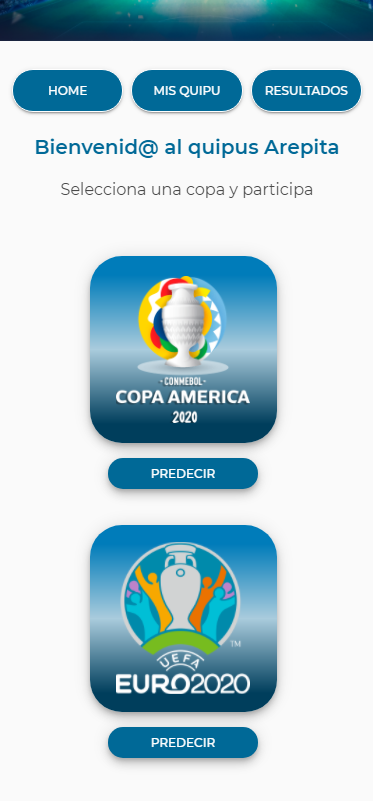 HOME MIS QUIPU RESULTADOS
Bienvenid@ al quipus Arepita
Selecciona una copa y participa
·CONMEBOL·
COPA AMERICA
2020
PREDECIR
UEFA
EURO2020
TM
PREDECIR